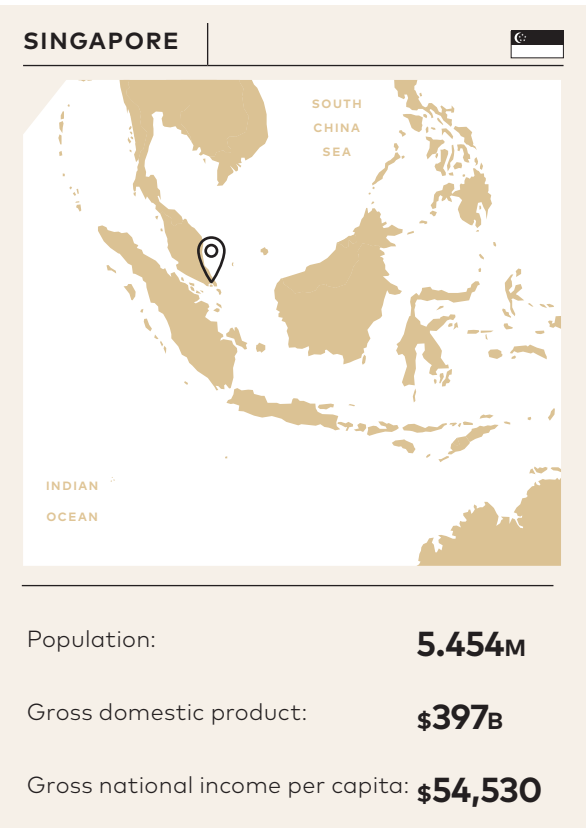 SINGAPORE
SOUTH
CHINA
SEA
INDIAN
OCEAN
Population: 5.454M
Gross domestic product: $397B
Gross national income per capita: $54,530